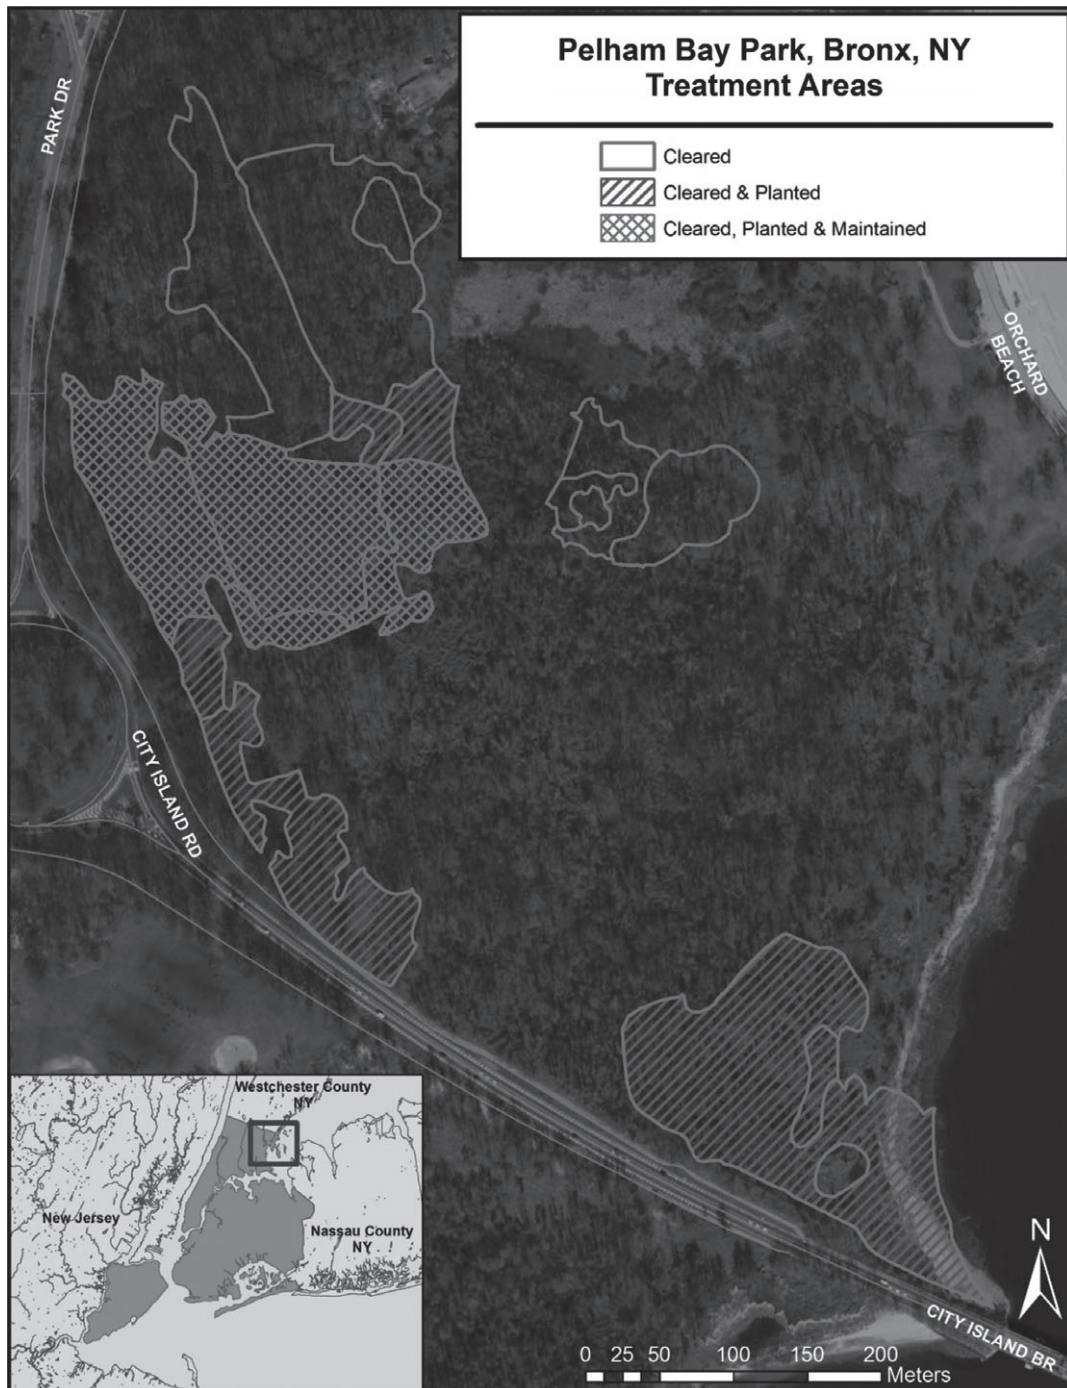 Pelham Bay Park, Bronx, NY
Treatment Areas
Cleared
Cleared & Planted
Cleared, Planted & Maintained
PARK DR
ORCHARD
BEACH
CITY ISLAND RD
Westchester County
NY
New Jersey
Nassau County
NY
N
CITY ISLAND BR
0 25 50 100 150 200
Meters